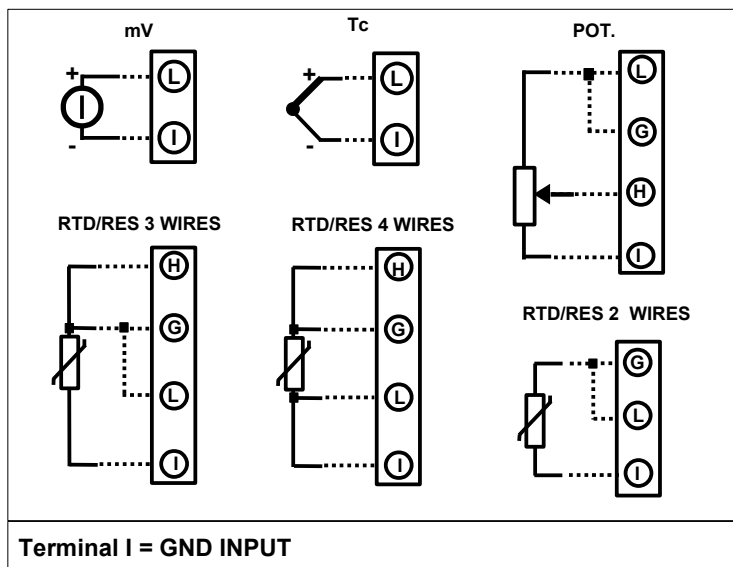 mV
+
L
-
I
Tc
+
L
-
I
POT.
L
G
H
I
RTD/RES 3 WIRES
H
G
L
I
RTD/RES 4 WIRES
H
G
L
I
RTD/RES 2 WIRES
G
L
I
Terminal I = GND INPUT